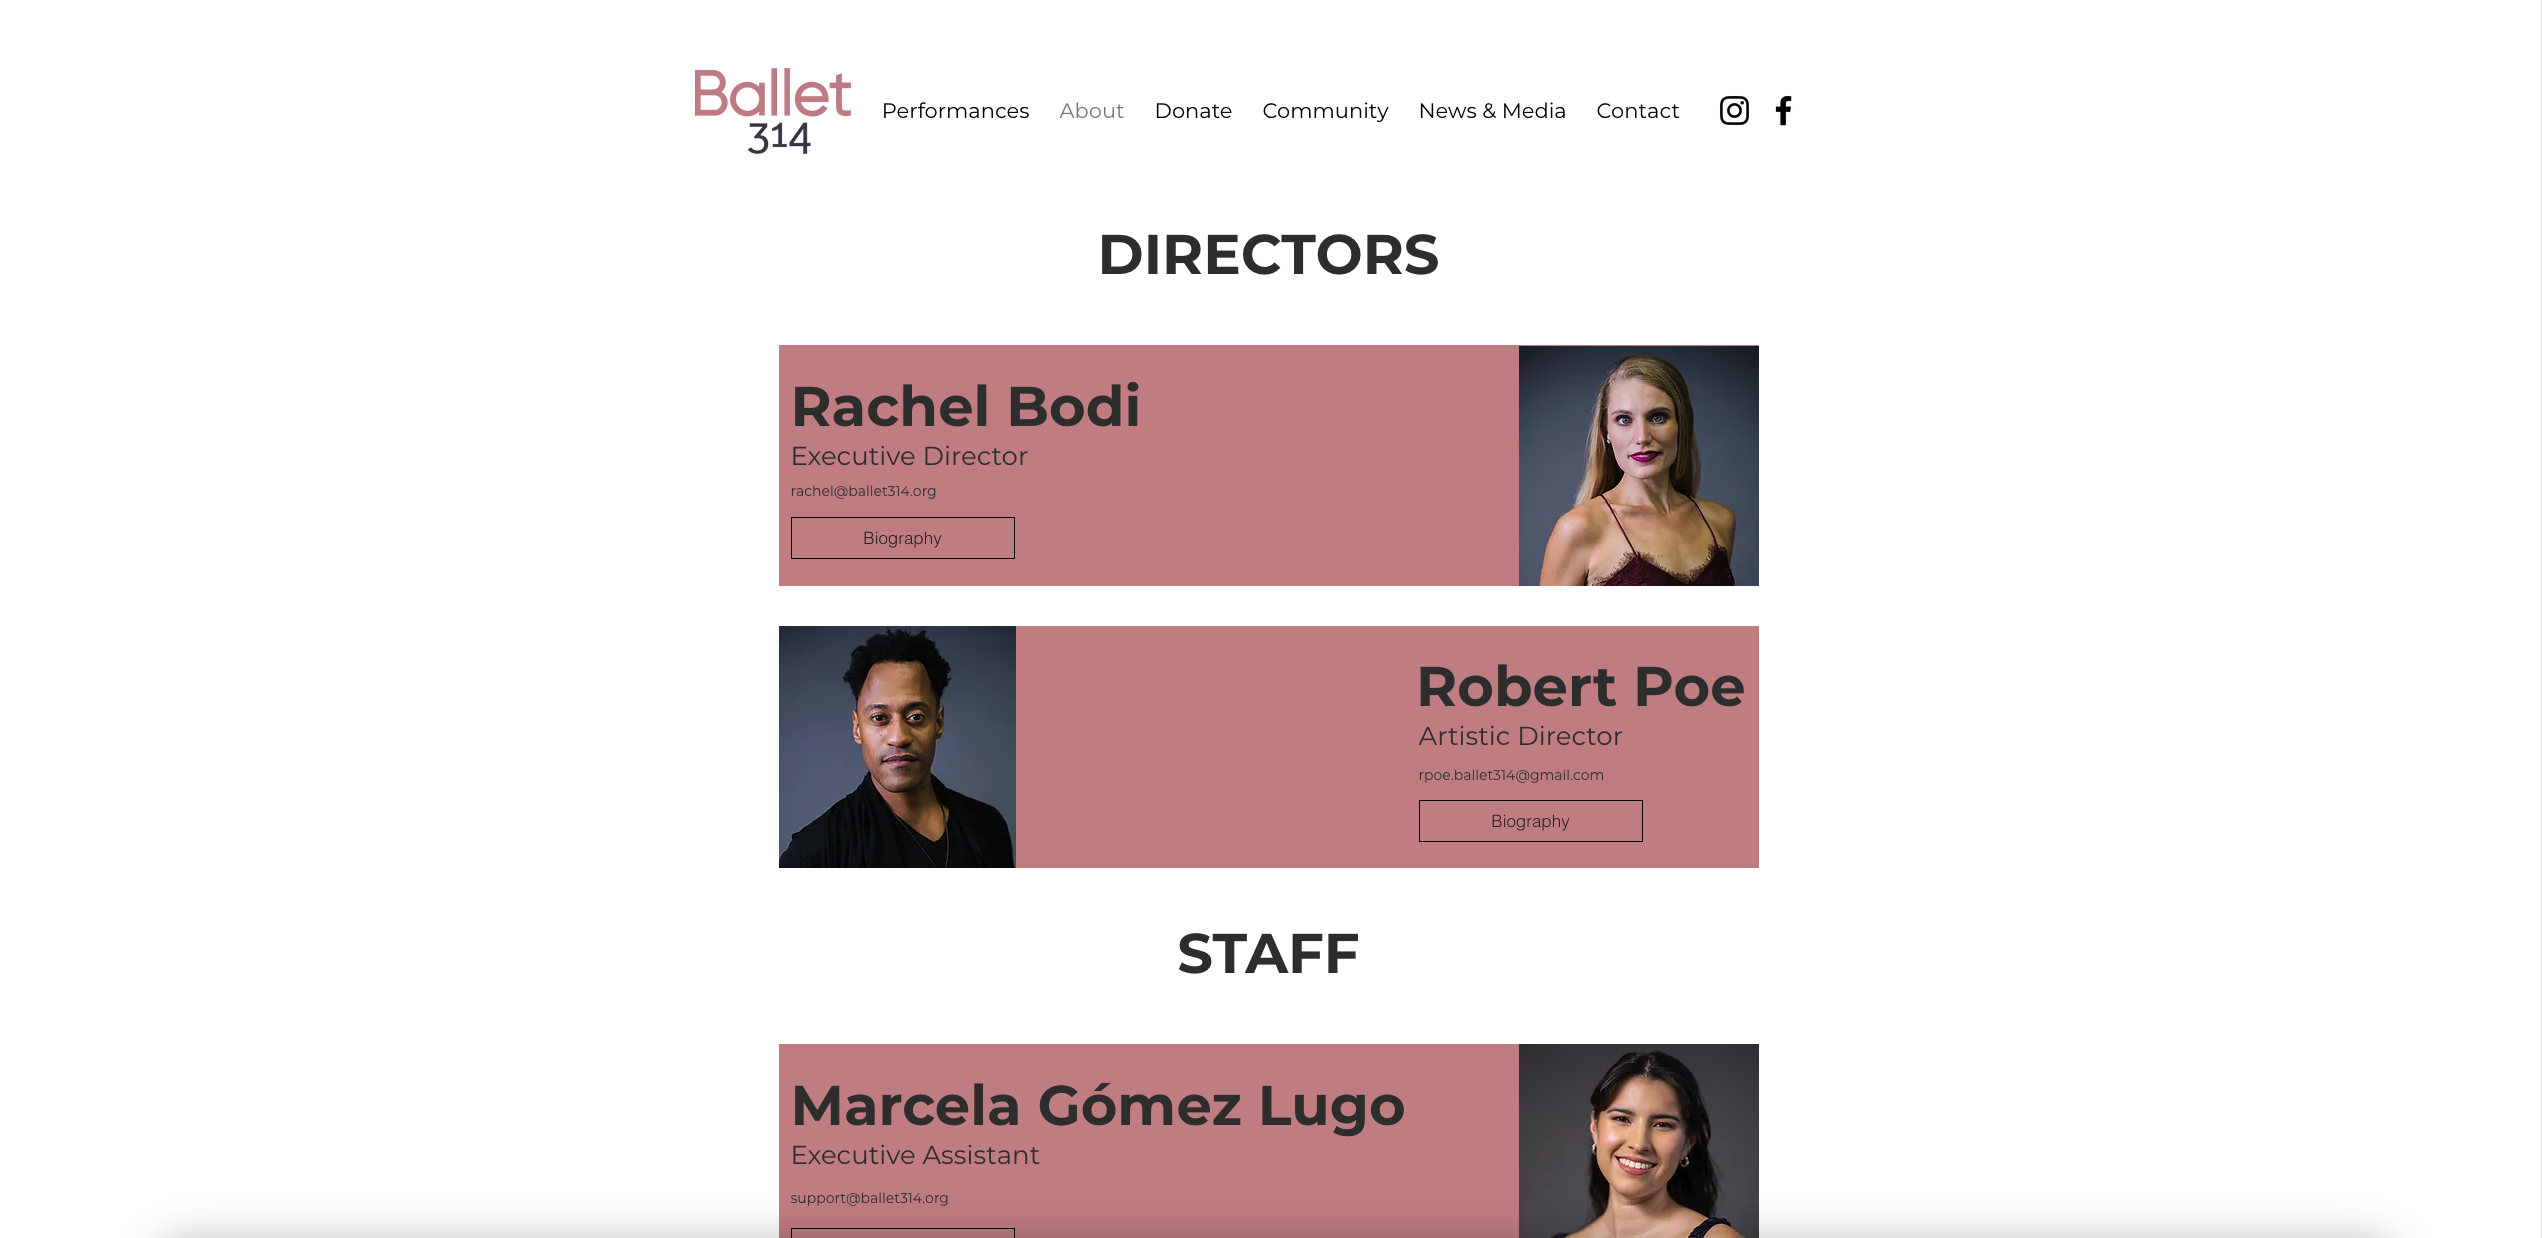 Ballet
314
Performances About Donate Community News & Media Contact
DIRECTORS
Rachel Bodi
Executive Director
rachel@ballet314.org
Biography
Robert Poe
Artistic Director
rpoe.ballet314@gmail.com
Biography
STAFF
Marcela Gómez Lugo
Executive Assistant
support@ballet314.org